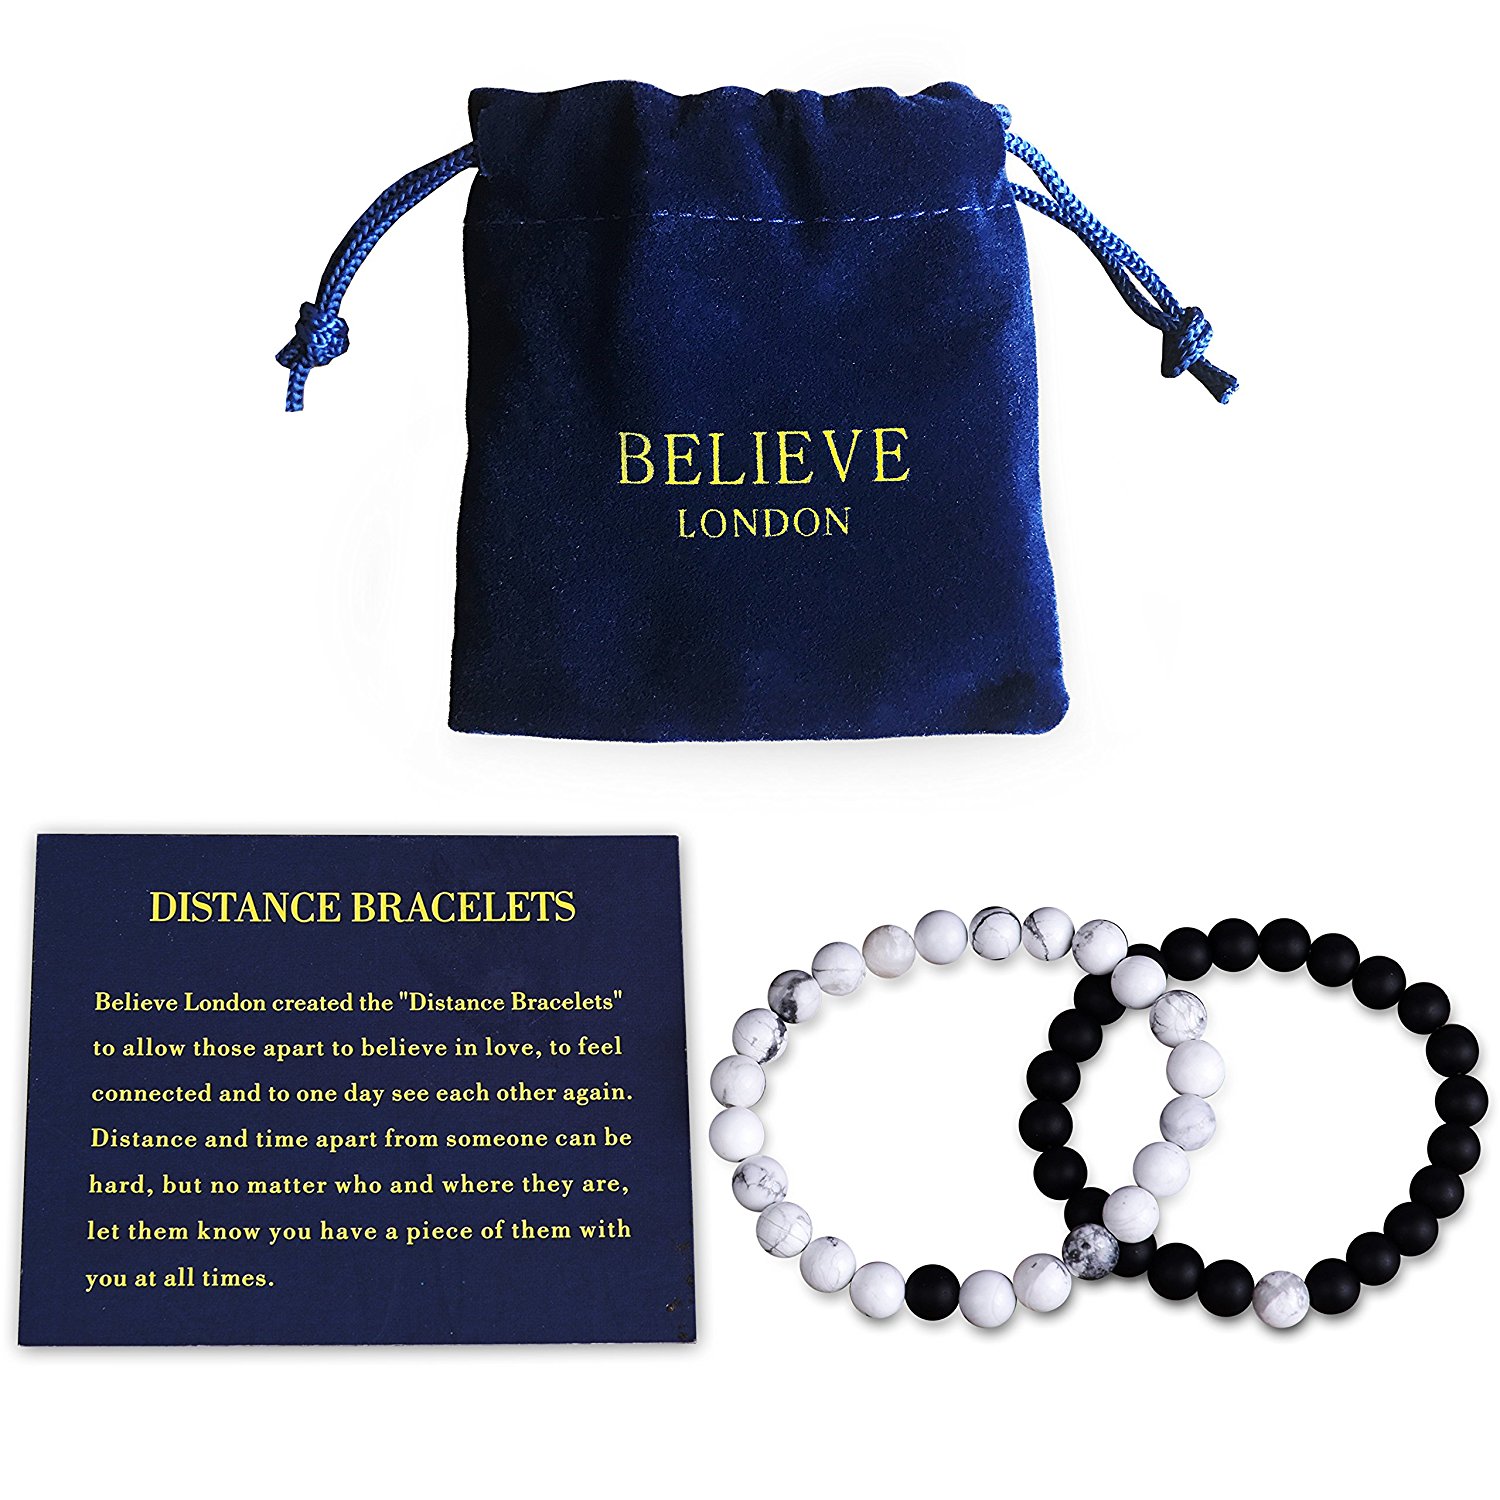 BELIEVE
LONDON
DISTANCE BRACELETS
Believe London created the "Distance Bracelets"
to allow those apart to believe in love, to feel
connected and to one day see each other again.
Distance and time apart from someone can be
hard, but no matter who and where they are,
let them know you have a piece of them with
you at all times.